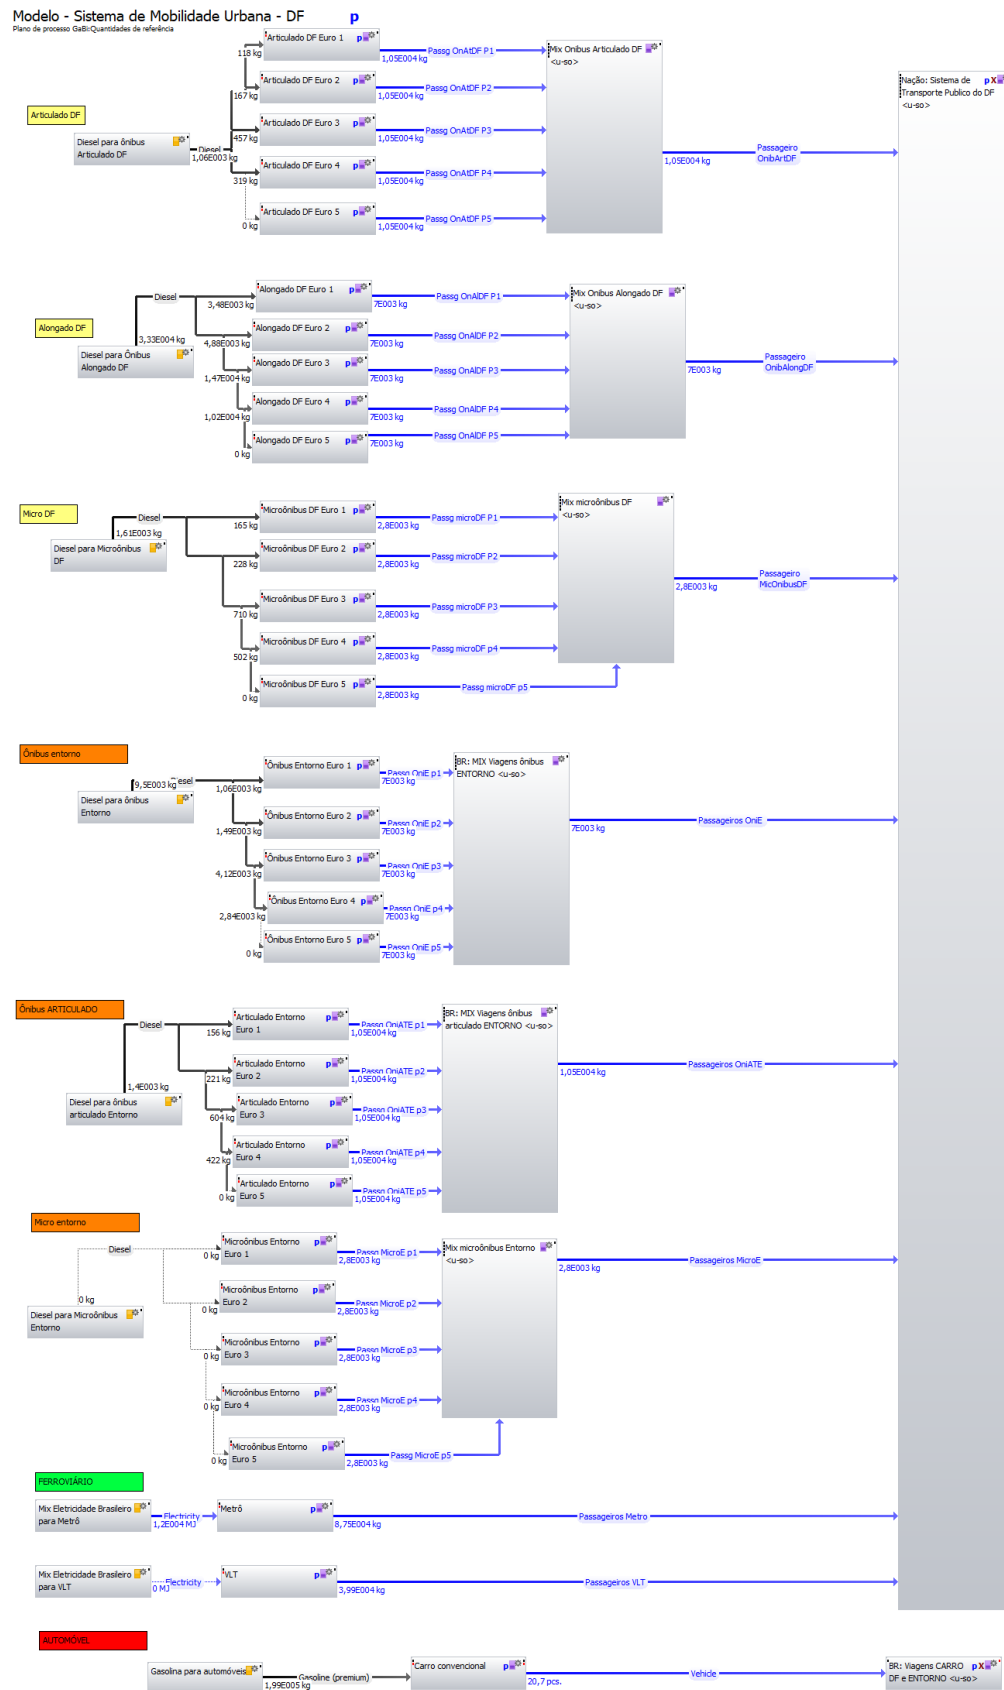 Modelo - Sistema de Mobilidade Urbana - DF p
Plano de processo GaBi:Quantidades de referência
Articulado DF
Diesel para ônibus
Articulado DF
Diesel
1,06E003 kg
118 kg
Articulado DF Euro 1 p
Passg OnAtDF P1
1,05E004 kg
167 kg
Articulado DF Euro 2 p
Passg OnAtDF P2
1,05E004 kg
457 kg
Articulado DF Euro 3 p
Passg OnAtDF P3
1,05E004 kg
319 kg
Articulado DF Euro 4 p
Passg OnAtDF P4
1,05E004 kg
0 kg
Articulado DF Euro 5 p
Passg OnAtDF P5
1,05E004 kg
Mix Onibus Articulado DF
<u-so>
1,05E004 kg
Passageiro
OnibArtDF
Nação: Sistema de pX
Transporte Publico do DF
<u-so>
Alongado DF
Diesel para Ônibus
Alongado DF
3,33E004 kg
Diesel
3,48E003 kg
Alongado DF Euro 1 p
Passg OnAlDF P1
7E003 kg
4,88E003 kg
Alongado DF Euro 2 p
Passg OnAlDF P2
7E003 kg
1,47E004 kg
Alongado DF Euro 3 p
Passg OnAlDF P3
7E003 kg
1,02E004 kg
Alongado DF Euro 4 p
Passg OnAlDF P4
7E003 kg
0 kg
Alongado DF Euro 5 p
Passg OnAlDF P5
7E003 kg
Mix Onibus Alongado DF
<u-so>
7E003 kg
Passageiro
OnibAlongDF
Micro DF
Diesel para Microônibus
DF
1,61E003 kg
Diesel
165 kg
Microônibus DF Euro 1 p
Passg microDF P1
2,8E003 kg
228 kg
Microônibus DF Euro 2 p
Passg microDF P2
2,8E003 kg
710 kg
Microônibus DF Euro 3 p
Passg microDF P3
2,8E003 kg
502 kg
Microônibus DF Euro 4 p
Passg microDF p4
2,8E003 kg
0 kg
Microônibus DF Euro 5 p
Passg microDF p5
2,8E003 kg
Mix microônibus DF
<u-so>
2,8E003 kg
Passageiro
MicOnibusDF
Ônibus entorno
Diesel para ônibus
Entorno
9,5E003 kg
esel
1,06E003 kg
Ônibus Entorno Euro 1 p
Passg OniE p1
7E003 kg
1,49E003 kg
Ônibus Entorno Euro 2 p
Passg OniE p2
7E003 kg
4,12E003 kg
Ônibus Entorno Euro 3 p
Passg OniE p3
7E003 kg
2,84E003 kg
Ônibus Entorno Euro 4 p
Passg OniE p4
7E003 kg
0 kg
Ônibus Entorno Euro 5 p
Passg OniE p5
7E003 kg
BR: MIX Viagens ônibus
ENTORNO <u-so>
7E003 kg
Passageiros OniE
Ônibus ARTICULADO
Diesel para ônibus
articulado Entorno
1,4E003 kg
Diesel
156 kg
Articulado Entorno p
Euro 1
Passg OniATE p1
1,05E004 kg
221 kg
Articulado Entorno p
Euro 2
Passg OniATE p2
1,05E004 kg
604 kg
Articulado Entorno p
Euro 3
Passg OniATE p3
1,05E004 kg
422 kg
Articulado Entorno p
Euro 4
Passg OniATE p4
1,05E004 kg
0 kg
Articulado Entorno p
Euro 5
Passg OniATE p5
1,05E004 kg
BR: MIX Viagens ônibus
articulado ENTORNO <u-so>
1,05E004 kg
Passageiros OniATE
Micro entorno
Diesel para Microônibus
Entorno
0 kg
Diesel
0 kg
Microônibus Entorno p
Euro 1
Passg MicroE p1
2,8E003 kg
0 kg
Microônibus Entorno p
Euro 2
Passg MicroE p2
2,8E003 kg
0 kg
Microônibus Entorno p
Euro 3
Passg MicroE p3
2,8E003 kg
0 kg
Microônibus Entorno p
Euro 4
Passg MicroE p4
2,8E003 kg
0 kg
Microônibus Entorno p
Euro 5
Passg MicroE p5
2,8E003 kg
Mix microônibus Entorno
<u-so>
2,8E003 kg
Passageiros MicroE
FERROVIÁRIO
Mix Eletricidade Brasileiro
para Metrô
Electricity
1,2E004 MJ
Metrô p
8,75E004 kg
Passageiros Metro
Mix Eletricidade Brasileiro
para VLT
Electricity
0 MJ
VLT p
3,99E004 kg
Passageiros VLT
AUTOMÓVEL
Gasolina para automóveis
Gasoline (premium)
1,99E005 kg
Carro convencional p
20,7 pcs.
Vehicle
BR: Viagens CARRO pX
DF e ENTORNO <u-so>